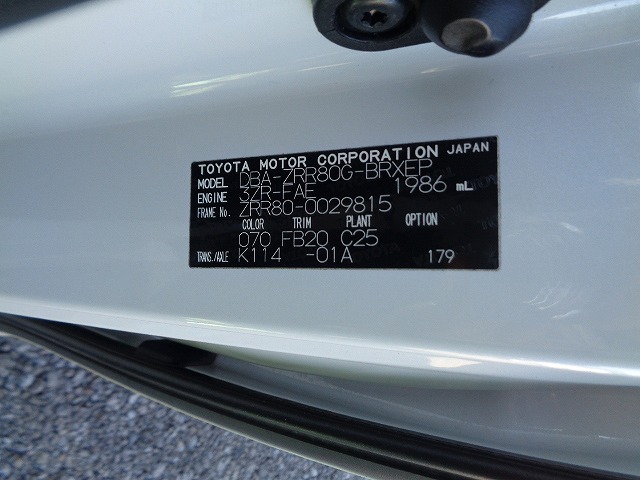 TOYOTA MOTOR CORPORATION JAPAN
MODEL DBA-ZRR80G-BRXEP
ENGINE 3ZR-FAE 1986 mL
FRAME No. ZRR80-0029815
COLOR TRIM PLANT OPTION
070 FB20 C25
TRANS./AXLE K114 -01A 179